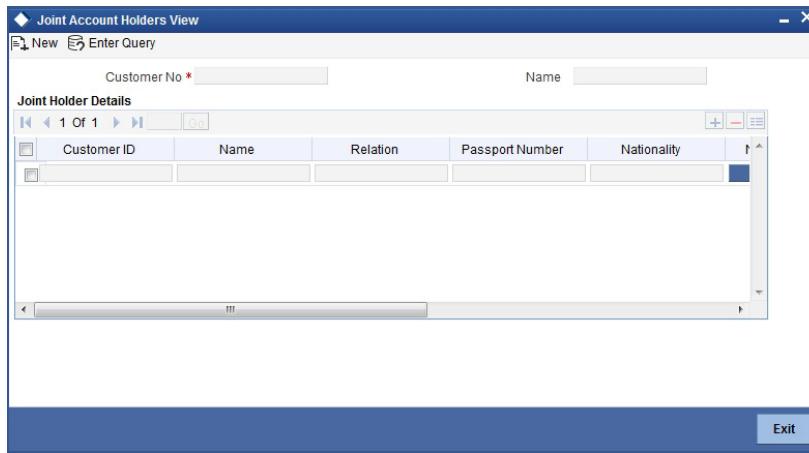 Joint Account Holders View
New Enter Query
Customer No * Name
Joint Holder Details
1 Of 1 Go
Customer ID Name Relation Passport Number Nationality
Exit